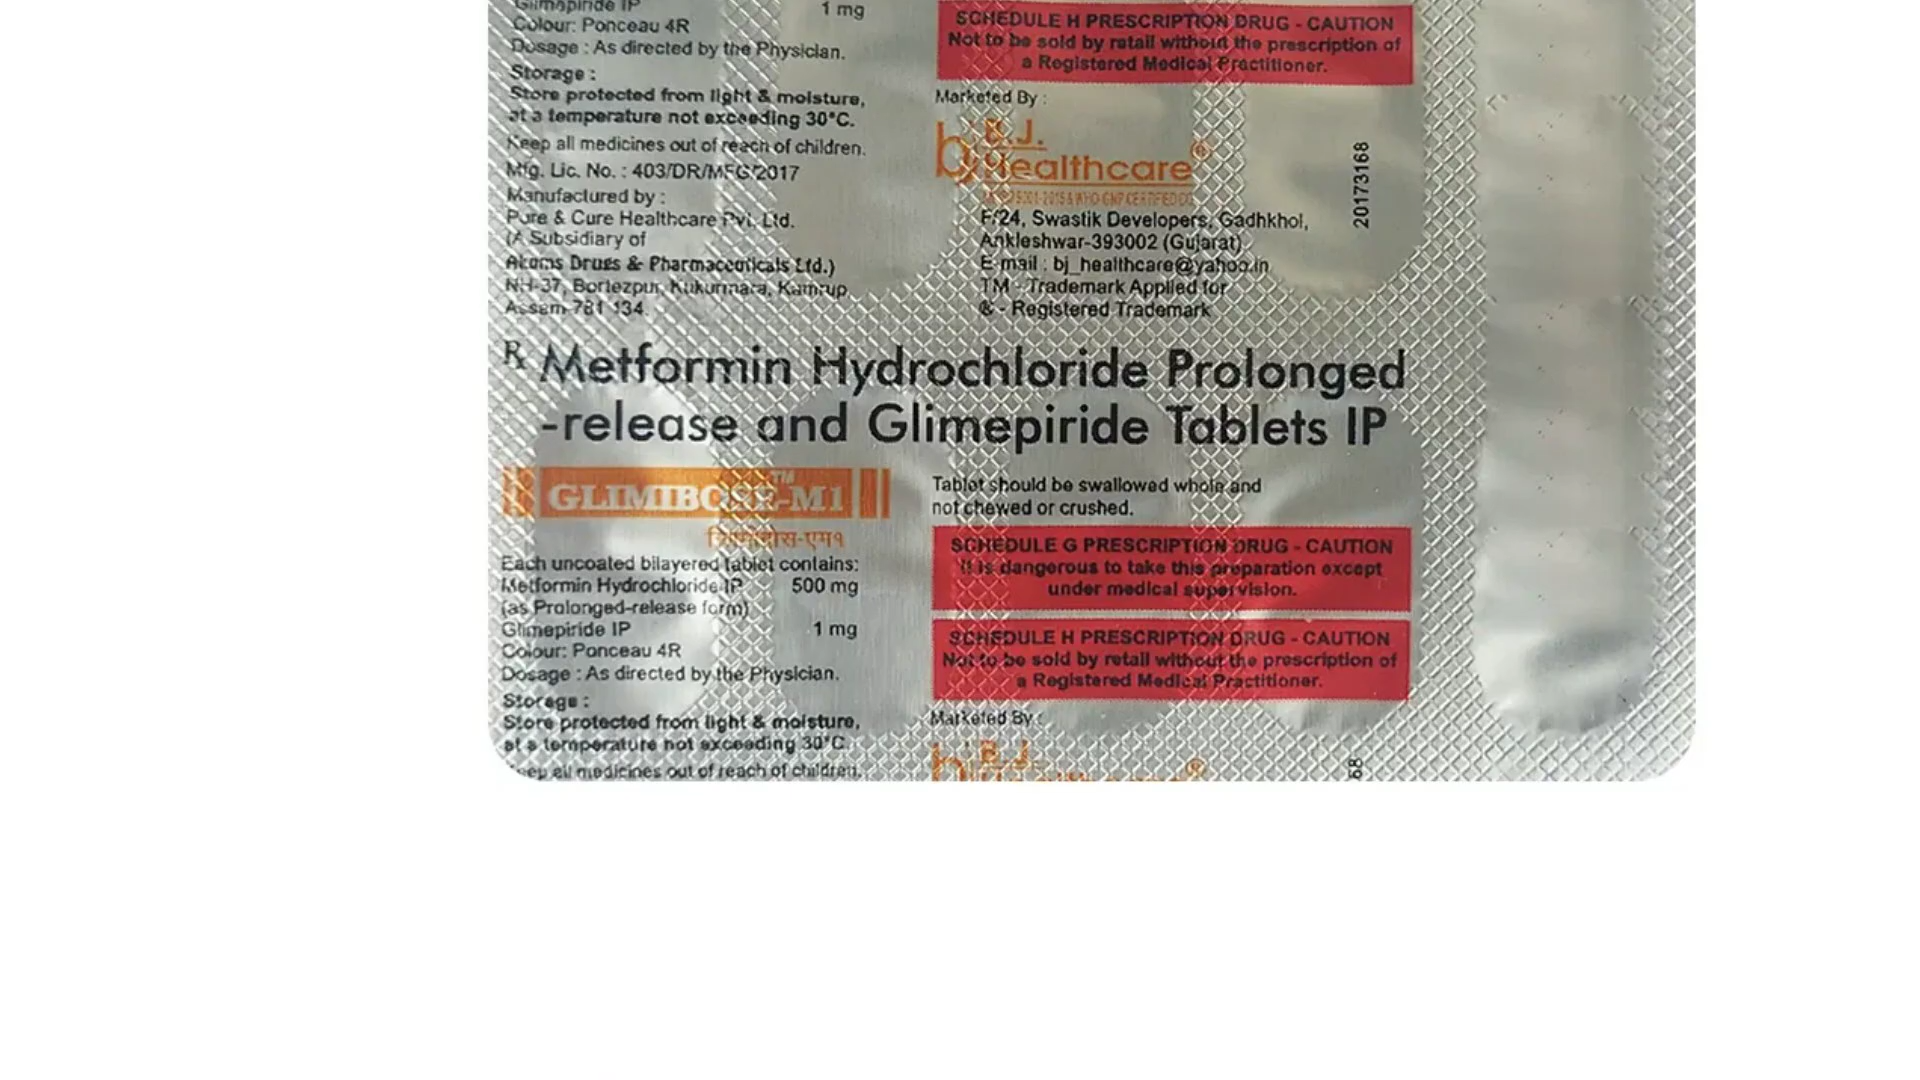 Glimepiride IP 1 mg
Colour: Ponceau 4R
Dosage : As directed by the Physician.
Storage :
Store protected from light & moisture,
at a temperature not exceeding 30°C.
Keep all medicines out of reach of children.
Mfg. Lic. No. : 403/DR/MFG/2017
Manufactured by :
Pure & Cure Healthcare Pvt. Ltd.
(A Subsidiary of
Akums Drugs & Pharmaceuticals Ltd.)
NH-37, Borjezpur, Kukurmara, Kamrup,
Assam-781 134.
SCHEDULE H PRESCRIPTION DRUG - CAUTION
Not to be sold by retail without the prescription of
a Registered Medical Practitioner.
Marketed By :
bj B.J.
Healthcare®
F/24, Swastik Developers, Gadhkhol,
Ankleshwar-393002 (Gujarat)
E-mail : bj_healthcare@yahoo.in
TM - Trademark Applied for
® - Registered Trademark
20173168
Rx Metformin Hydrochloride Prolonged
-release and Glimepiride Tablets IP
GLIMIBOSE-M1™
ग्लिमीबोस-एम१
Each uncoated bilayered tablet contains:
Metformin Hydrochloride IP 500 mg
(as Prolonged-release form)
Glimepiride IP 1 mg
Colour: Ponceau 4R
Dosage : As directed by the Physician.
Storage :
Store protected from light & moisture,
at a temperature not exceeding 30°C.
Keep all medicines out of reach of children.
Tablet should be swallowed whole and
not chewed or crushed.
SCHEDULE G PRESCRIPTION DRUG - CAUTION
It is dangerous to take this preparation except
under medical supervision.
SCHEDULE H PRESCRIPTION DRUG - CAUTION
Not to be sold by retail without the prescription of
a Registered Medical Practitioner.
Marketed By :
bj B.J.
Healthcare®
68